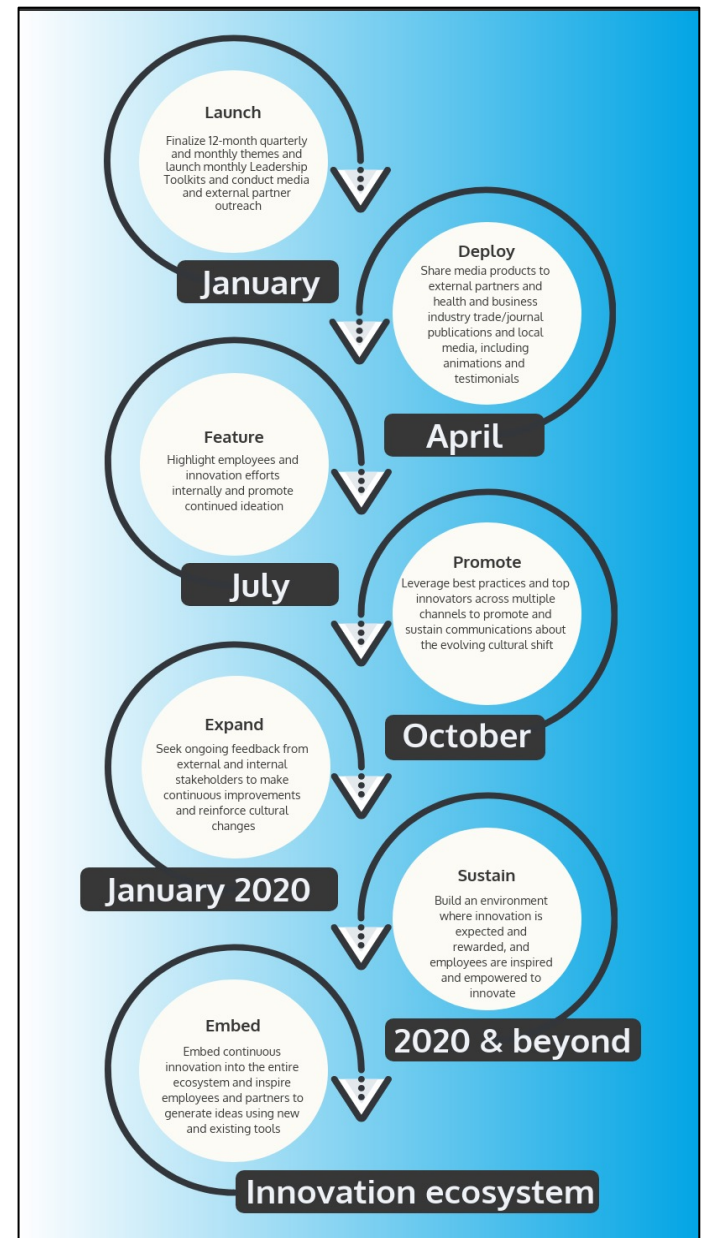 Launch
Finalize 12-month quarterly
and monthly themes and
launch monthly Leadership
Toolkits and conduct media
and external partner
outreach
January
Deploy
Share media products to
external partners and
health and business
industry trade/journal
publications and local
media, including
animations and
testimonials
April
Feature
Highlight employees and
innovation efforts
internally and promote
continued ideation
July
Promote
Leverage best practices and top
innovators across multiple
channels to promote and
sustain communications about
the evolving cultural shift
October
Expand
Seek ongoing feedback from
external and internal
stakeholders to make
continuous improvements
and reinforce cultural
changes
January 2020
Sustain
Build an environment
where innovation is
expected and
rewarded, and
employees are inspired
and empowered to
innovate
2020 & beyond
Embed
Embed continuous
innovation into the entire
ecosystem and inspire
employees and partners to
generate ideas using new
and existing tools
Innovation ecosystem